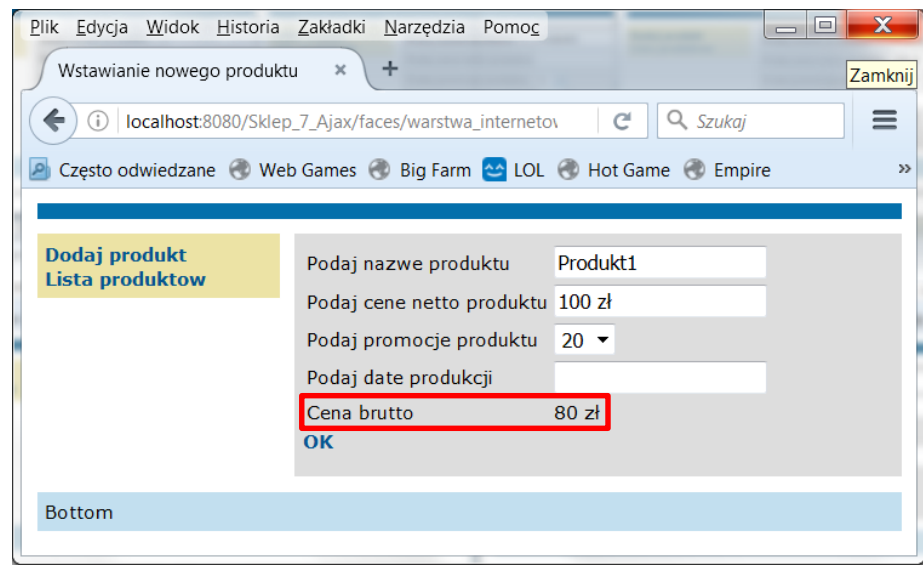 Plik Edycja Widok Historia Zakładki Narzędzia Pomoc
Wstawianie nowego produktu × +
Zamknij
localhost:8080/Sklep_7_Ajax/faces/warstwa_internetov
Szukaj
Często odwiedzane Web Games Big Farm LOL Hot Game Empire »
Dodaj produkt
Lista produktow
Podaj nazwe produktu Produkt1
Podaj cene netto produktu 100 zł
Podaj promocje produktu 20
Podaj date produkcji
Cena brutto 80 zł
OK
Bottom